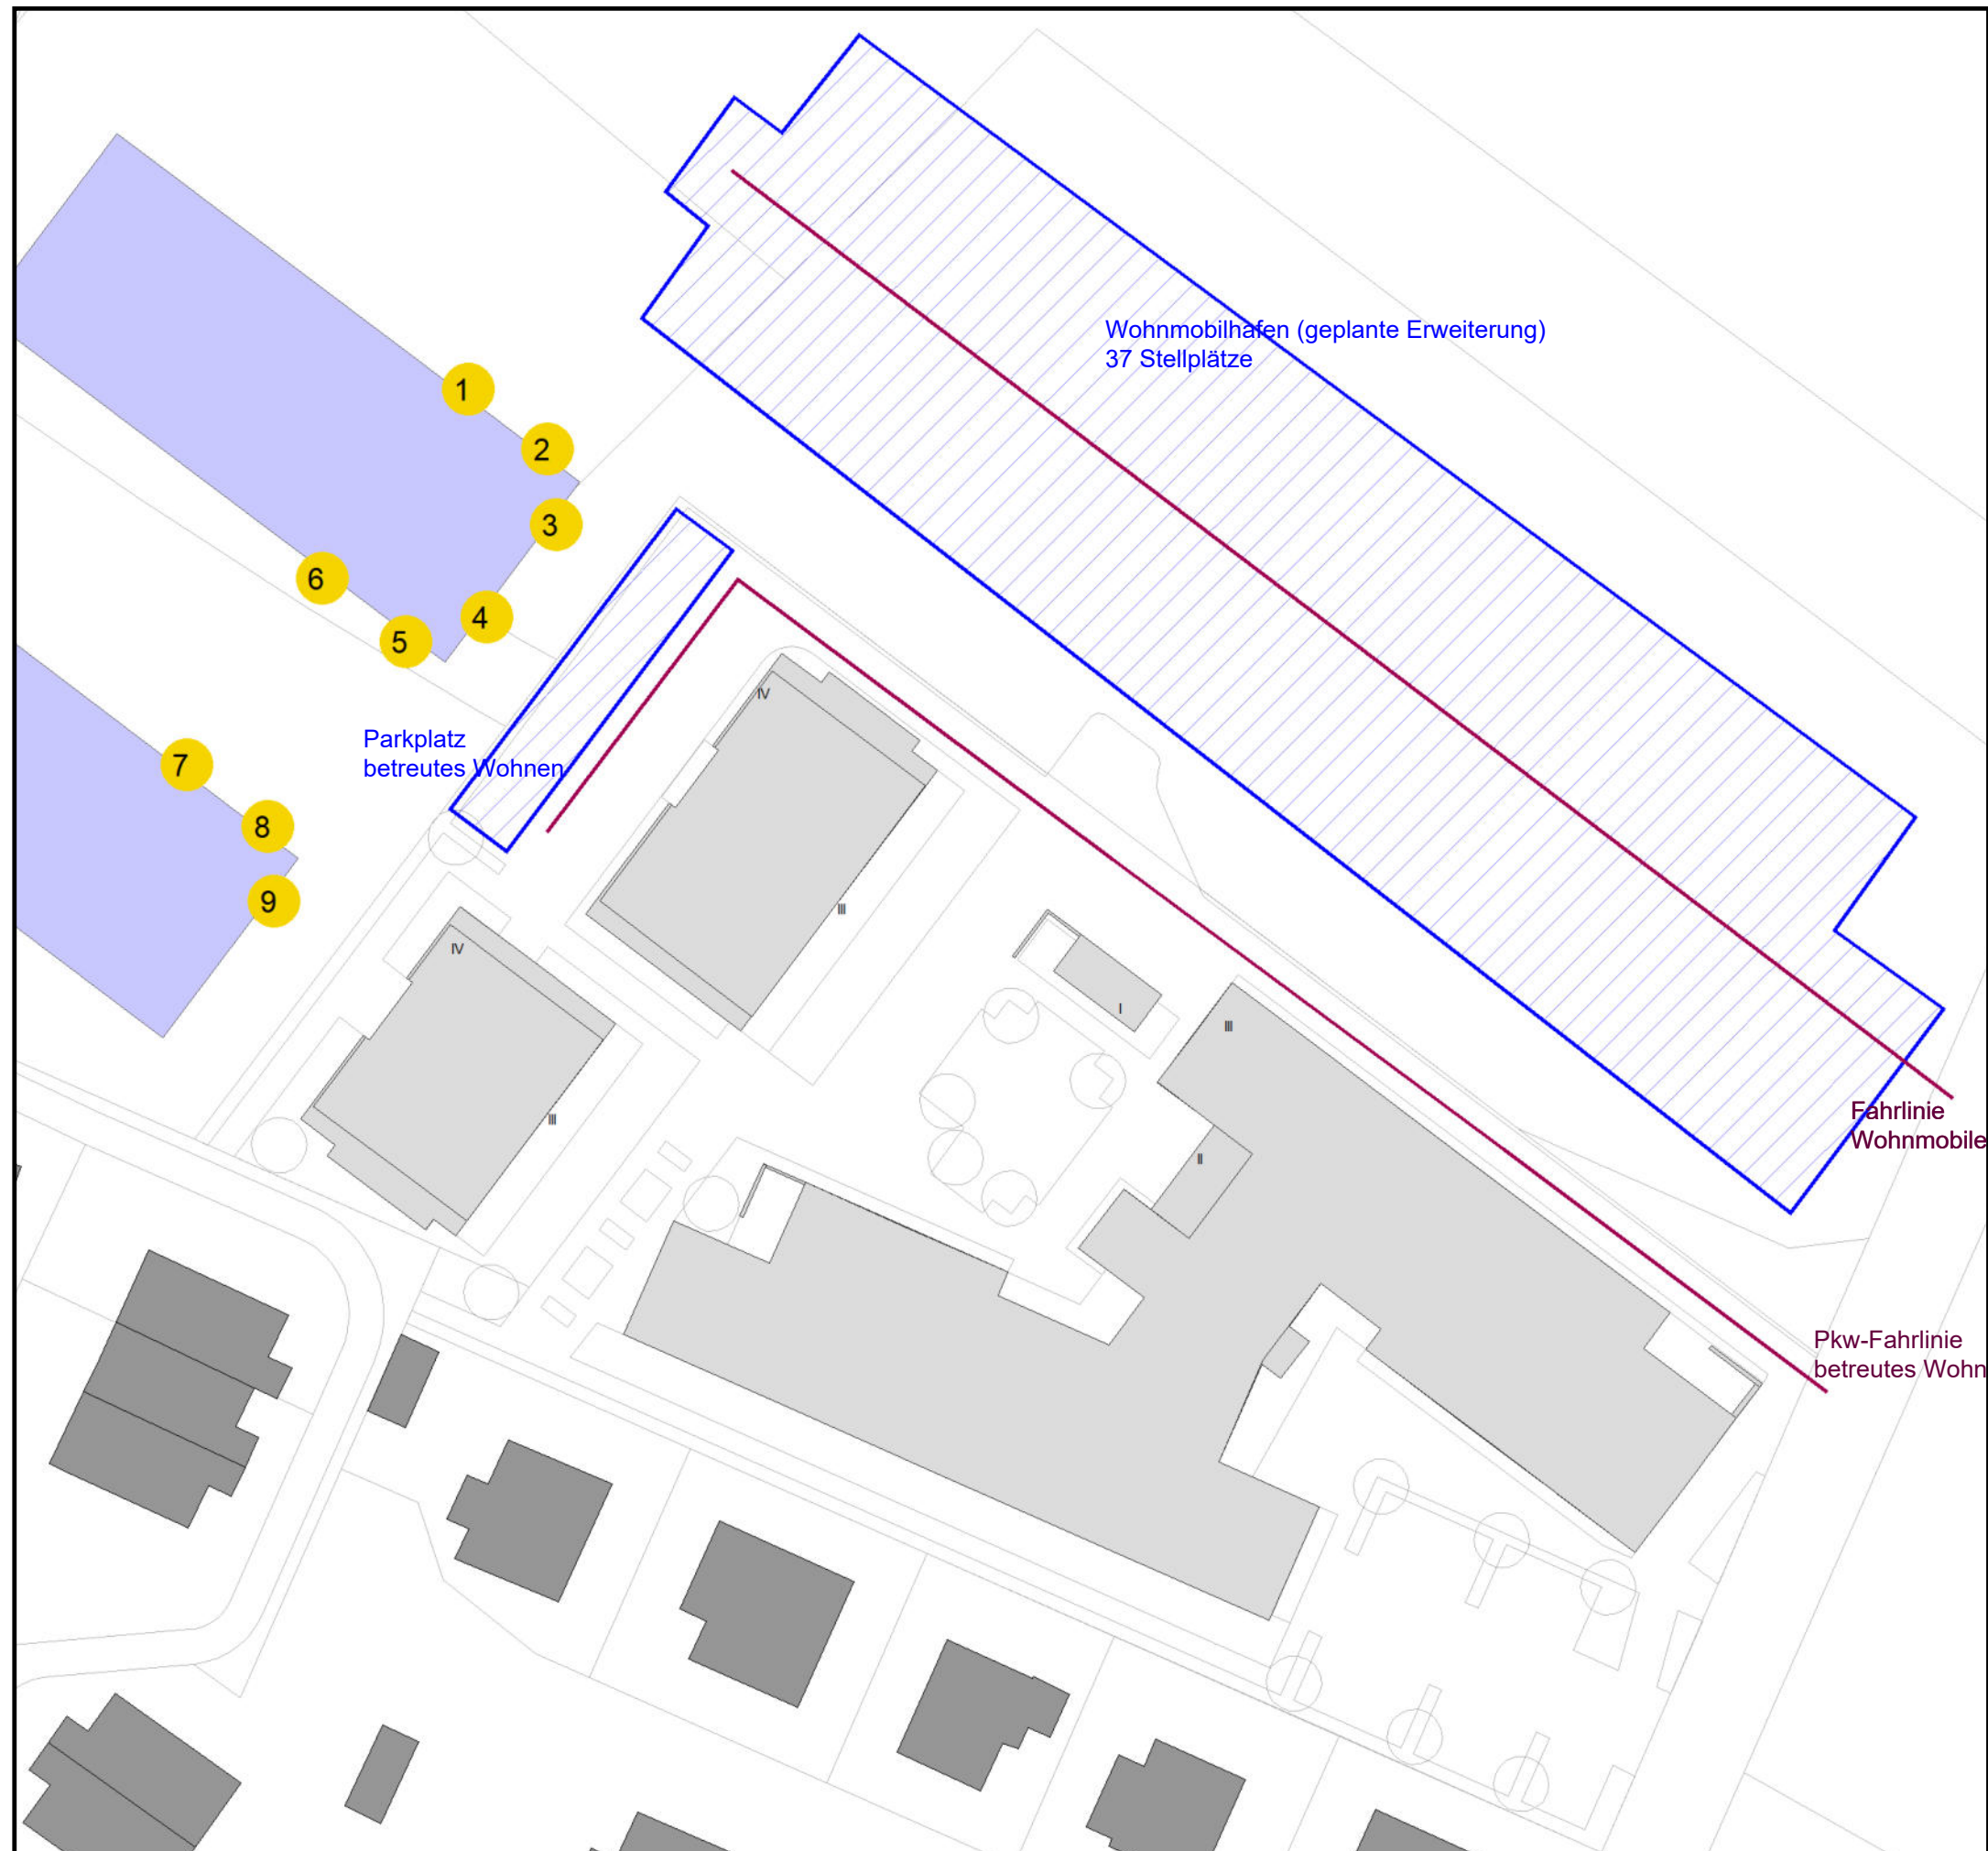 Wohnmobilhafen (geplante Erweiterung)
37 Stellplätze
1
2
3
6
4
5
IV
Parkplatz
betreutes Wohnen
7
8
9
III
IV
I
III
Fahrlinie
Wohnmobile
III
II
Pkw-Fahrlinie
betreutes Wohn